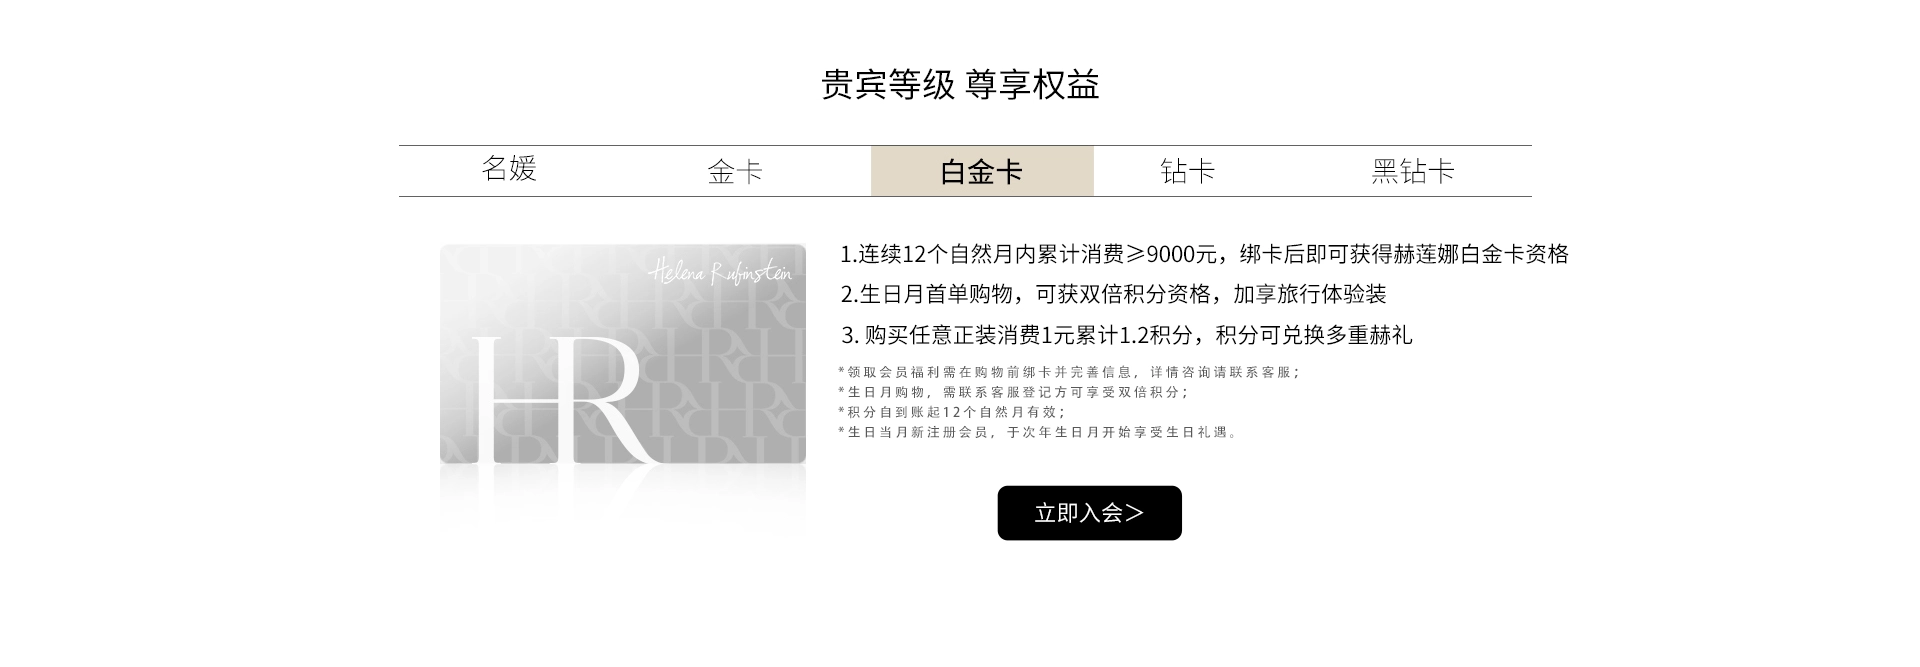 贵宾等级 尊享权益
名媛 金卡 白金卡 钻卡 黑钻卡
Helena Rubinstein
HR
1.连续12个自然月内累计消费≥9000元，绑卡后即可获得赫莲娜白金卡资格
2.生日月首单购物，可获双倍积分资格，加享旅行体验装
3. 购买任意正装消费1元累计1.2积分，积分可兑换多重赫礼
*领取会员福利需在购物前绑卡并完善信息，详情咨询请联系客服；
*生日月购物，需联系客服登记方可享受双倍积分；
*积分自到账起12个自然月有效；
*生日当月新注册会员，于次年生日月开始享受生日礼遇。
立即入会＞